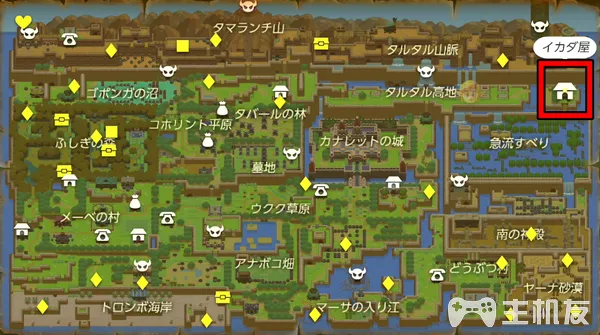 タマランチ山
タルタル山脈
イカダ屋
ゴポンガの沼
タルタル高地
タバールの林
コホリント平原
カナレットの城
急流すべり
ふしぎの
墓地
ウクク草原
メーベの村
南の神殿
アナボコ畑
どうぶつ村
ヤーナ砂漠
トロンボ海岸
マーサの入り江
主机友